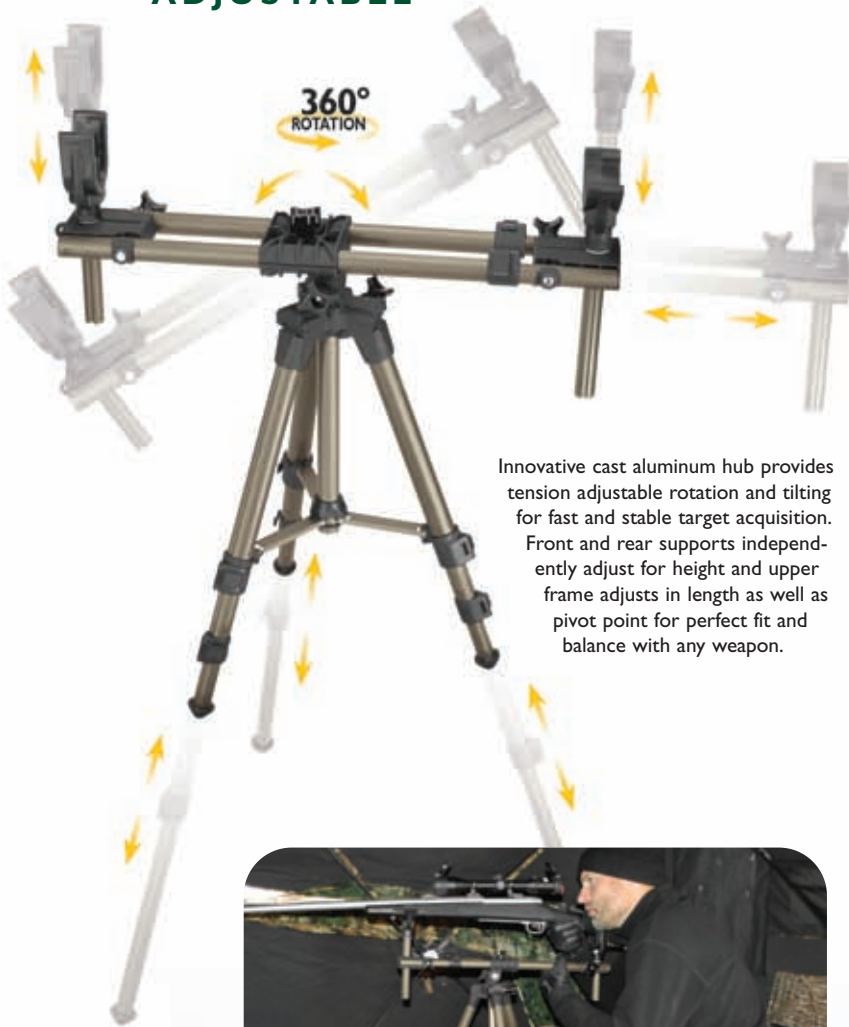 ADJUSTABLE
360°
ROTATION
Innovative cast aluminum hub provides
tension adjustable rotation and tilting
for fast and stable target acquisition.
Front and rear supports independ-
ently adjust for height and upper
frame adjusts in length as well as
pivot point for perfect fit and
balance with any weapon.